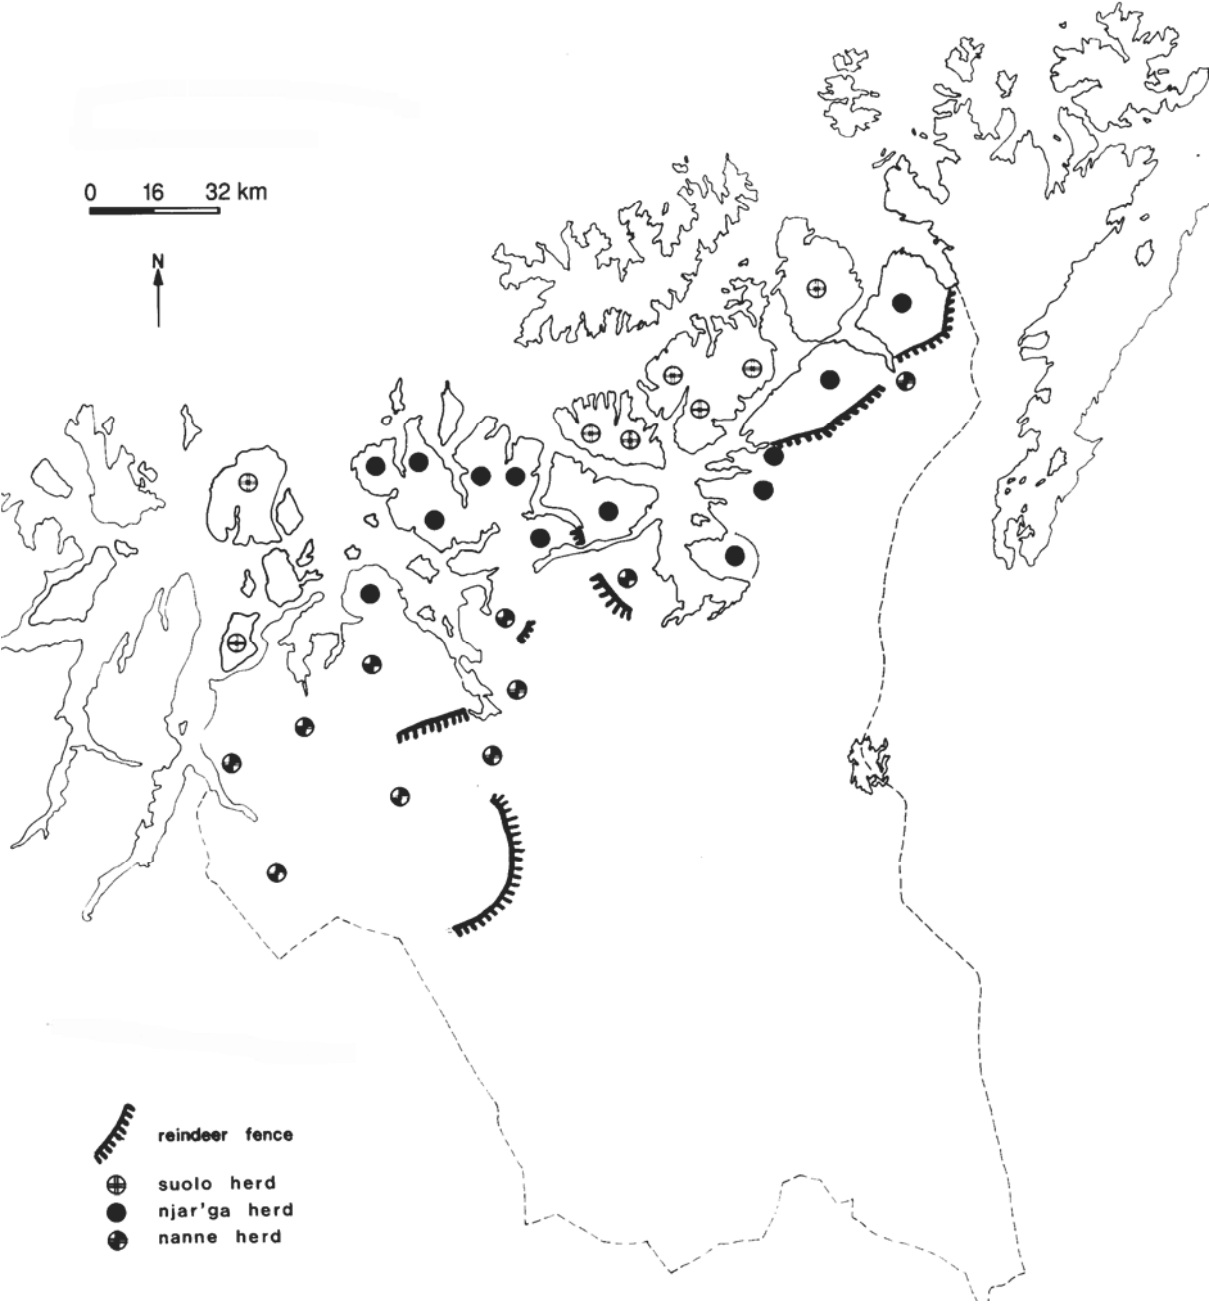 0 16 32 km
N
reindeer fence
suolo herd
njar'ga herd
nanne herd